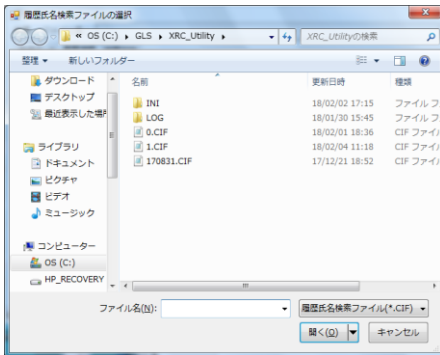 履歴氏名検索ファイルの選択
« OS (C:) ▸ GLS ▸ XRC_Utility ▸
XRC_Utilityの検索
整理 ▾ 新しいフォルダー
ダウンロード
デスクトップ
最近表示した場所
ライブラリ
ドキュメント
ピクチャ
ビデオ
ミュージック
コンピューター
OS (C:)
HP_RECOVERY
名前 更新日時 種類
INI 18/02/02 17:15 ファイル フ
LOG 18/01/30 15:45 ファイル フ
0.CIF 18/02/01 18:36 CIF ファイ
1.CIF 18/02/04 11:18 CIF ファイ
170831.CIF 17/12/21 18:52 CIF ファイ
ファイル名(N):
履歴氏名検索ファイル(*.CIF)
開く(O) キャンセル